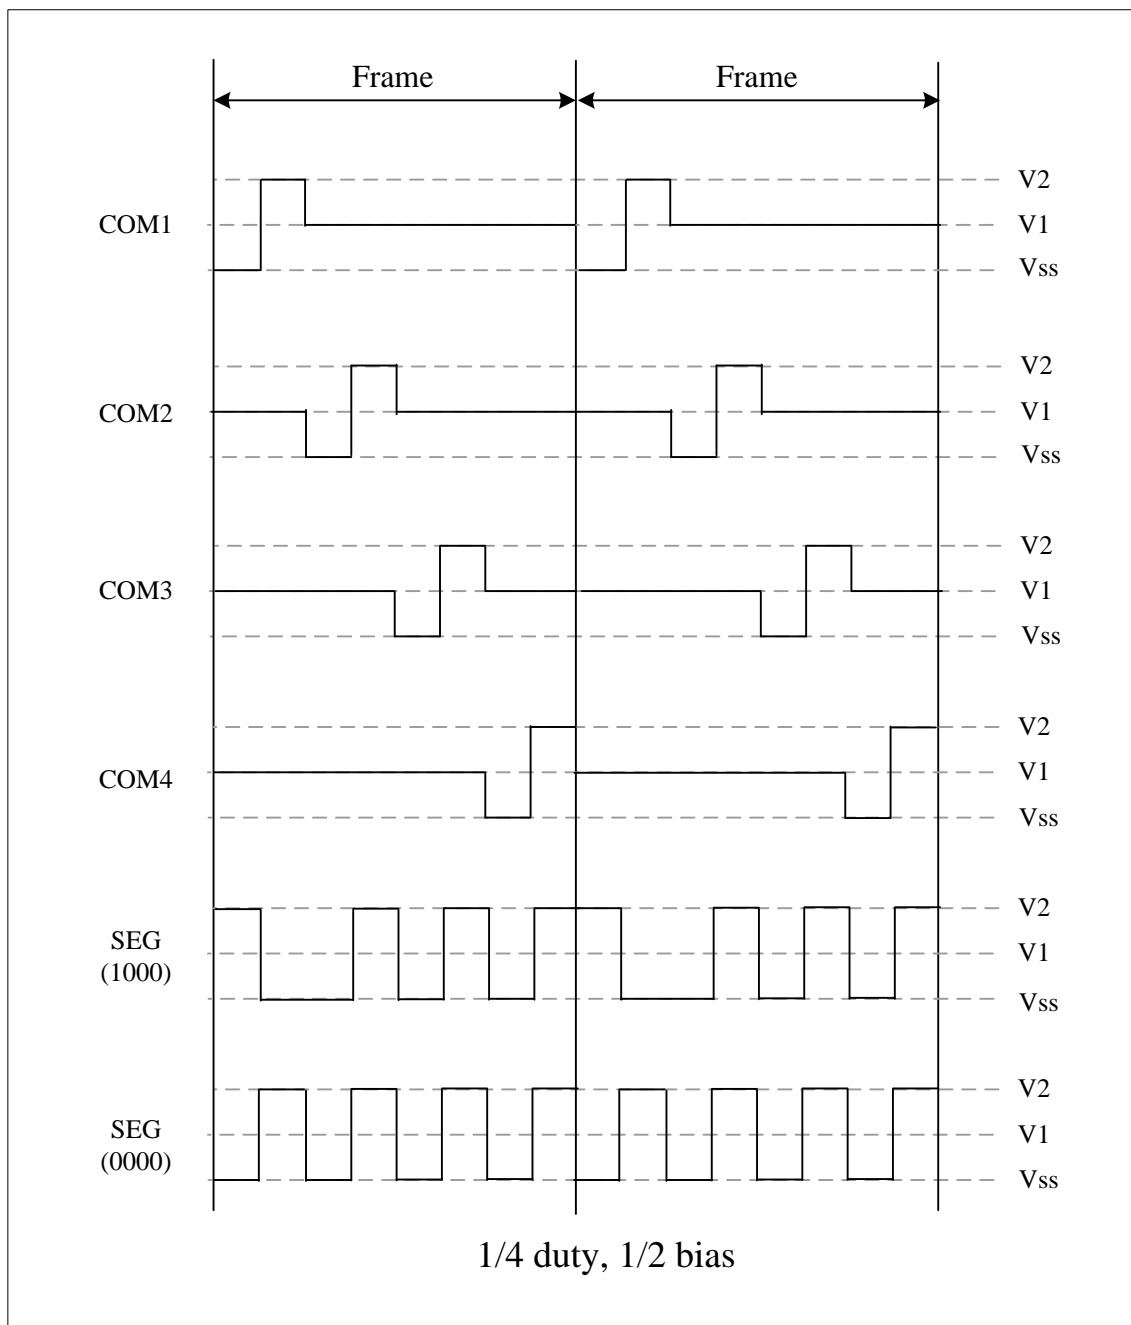 Frame
Frame
COM1
V2
V1
Vss
COM2
V2
V1
Vss
COM3
V2
V1
Vss
COM4
V2
V1
Vss
SEG
(1000)
V2
V1
Vss
SEG
(0000)
V2
V1
Vss
1/4 duty, 1/2 bias